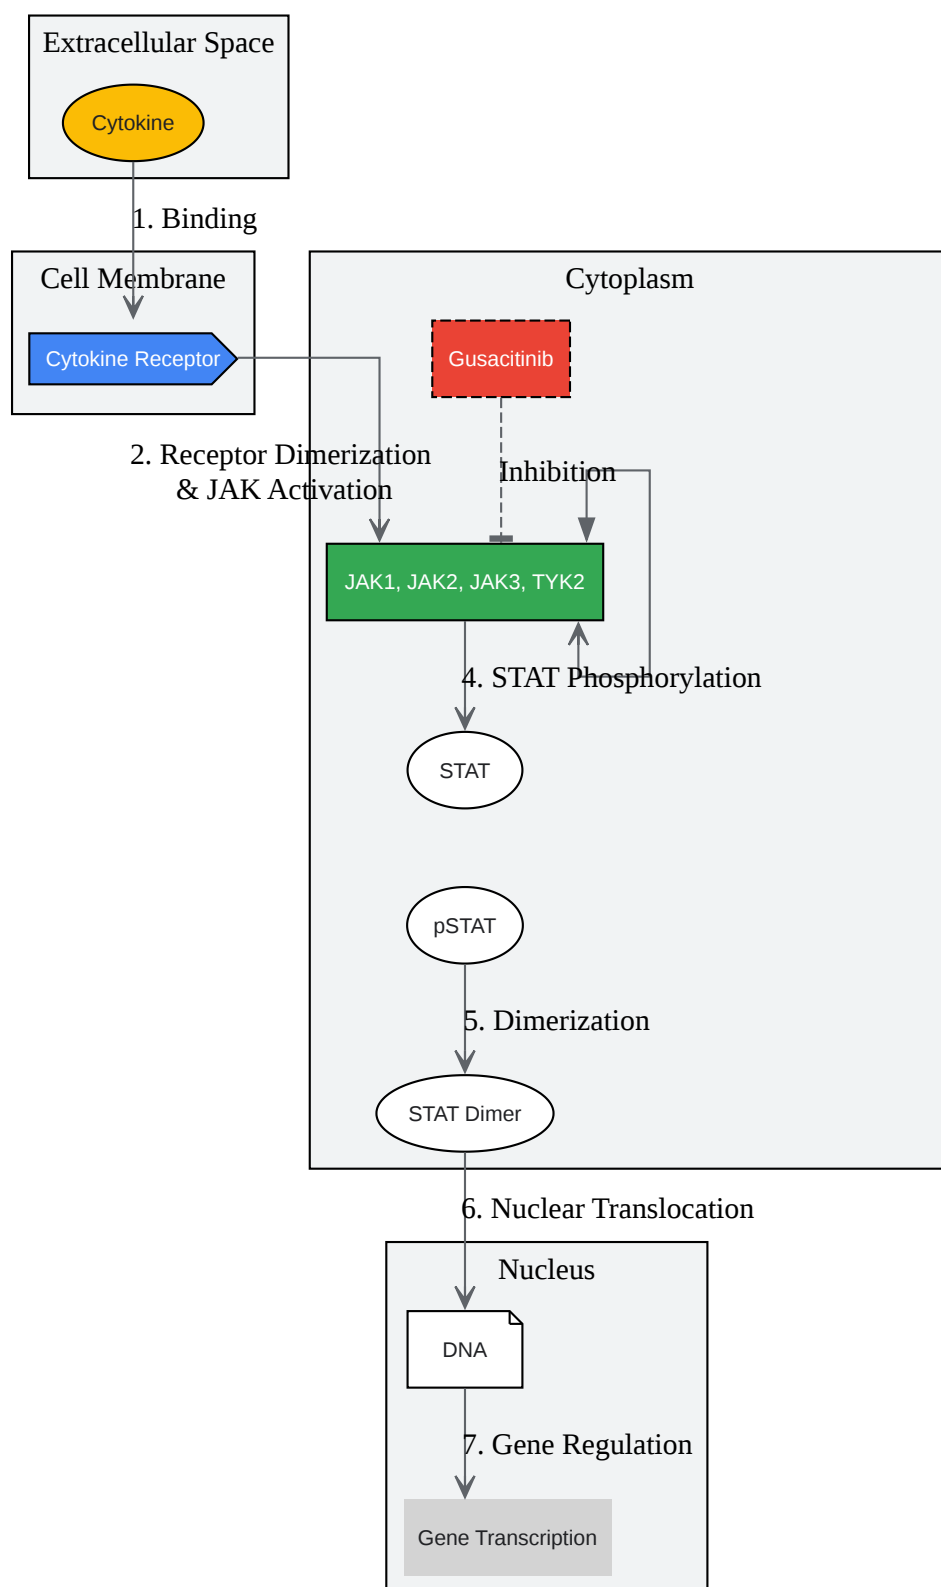 Extracellular Space
Cytokine
1. Binding
Cell Membrane
Cytokine Receptor
Cytoplasm
Gusacitinib
2. Receptor Dimerization
& JAK Activation
Inhibition
JAK1, JAK2, JAK3, TYK2
4. STAT Phosphorylation
STAT
pSTAT
5. Dimerization
STAT Dimer
6. Nuclear Translocation
Nucleus
DNA
7. Gene Regulation
Gene Transcription